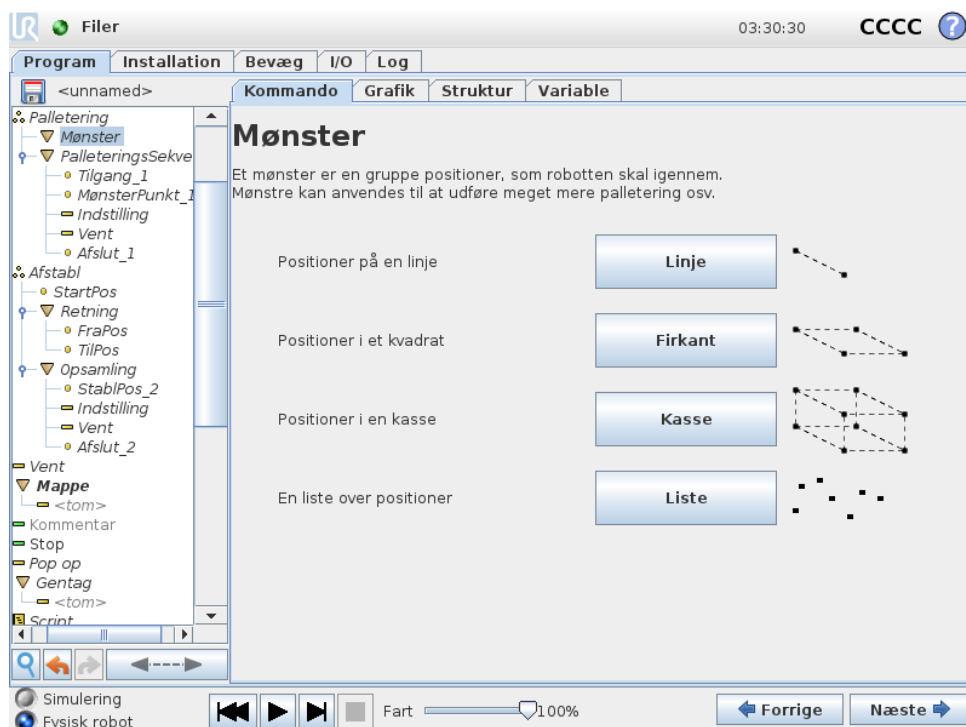 UR Filer 03:30:30 CCCC ?
Program Installation Bevæg I/O Log
<unnamed> Kommando Grafik Struktur Variable
Palletering
Mønster
PalleteringsSekve
Tilgang_1
MønsterPunkt_1
Indstilling
Vent
Afslut_1
Afstabl
StartPos
Retning
FraPos
TilPos
Opsamling
StablPos_2
Indstilling
Vent
Afslut_2
Vent
Mappe
<tom>
Kommentar
Stop
Pop op
Gentag
<tom>
Script
Mønster
Et mønster er en gruppe positioner, som robotten skal igennem.
Mønstre kan anvendes til at udføre meget mere palletering osv.
Positioner på en linje Linje
Positioner i et kvadrat Firkant
Positioner i en kasse Kasse
En liste over positioner Liste
Simulering
Fysisk robot
Fart 100% Forrige Næste